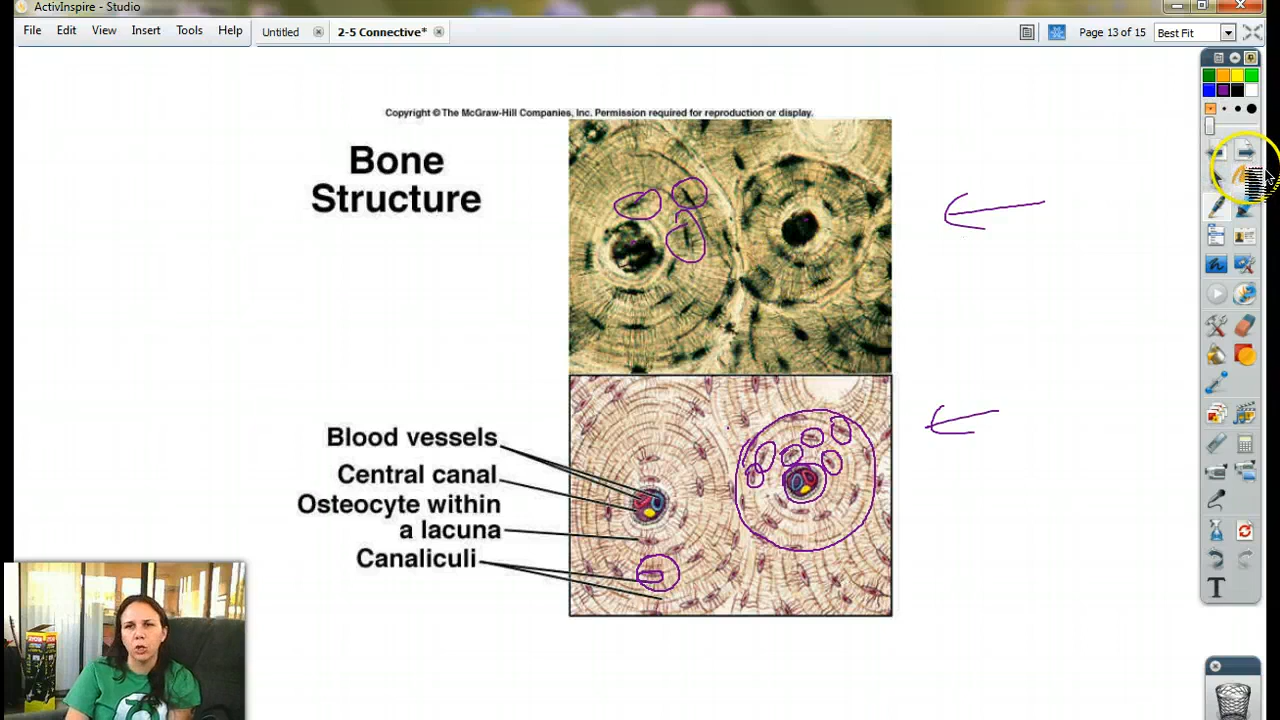 ActivInspire - Studio
File Edit View Insert Tools Help Untitled 2-5 Connective* Page 13 of 15 Best Fit
Copyright © The McGraw-Hill Companies, Inc. Permission required for reproduction or display.
Bone
Structure
Blood vessels
Central canal
Osteocyte within
a lacuna
Canaliculi
T